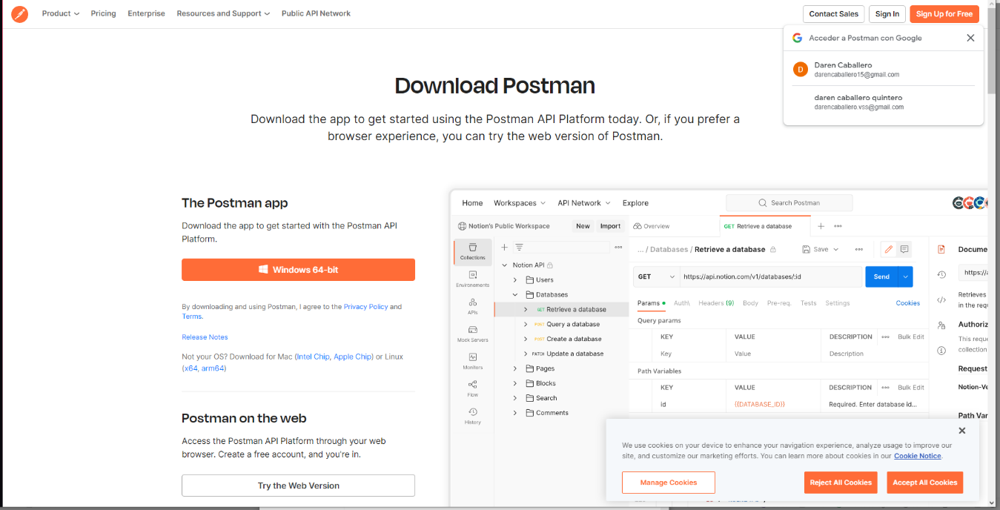 Product Pricing Enterprise Resources and Support Public API Network Contact Sales Sign In Sign Up for Free
Acceder a Postman con Google
D
Daren Caballero
darencaballero15@gmail.com
daren caballero quintero
darencaballero.vss@gmail.com
Download Postman
Download the app to get started using the Postman API Platform today. Or, if you prefer a
browser experience, you can try the web version of Postman.
The Postman app
Download the app to get started with the Postman API
Platform.
Windows 64-bit
By downloading and using Postman, I agree to the Privacy Policy and
Terms.
Release Notes
Not your OS? Download for Mac (Intel Chip, Apple Chip) or Linux
(x64, arm64)
Postman on the web
Access the Postman API Platform through your web
browser. Create a free account, and you're in.
Try the Web Version
Home Workspaces API Network Explore Search Postman
Notion's Public Workspace New Import Overview GET Retrieve a database
Collections
Environments
APIs
Mock Servers
Monitors
Flow
History
Notion API
Users
Databases
GET Retrieve a database
POST Query a database
POST Create a database
PATCH Update a database
Pages
Blocks
Search
Comments
... / Databases / Retrieve a database Save
GET https://api.notion.com/v1/databases/:id Send
Params Auth\ Headers (9) Body Pre-req. Tests Settings Cookies
Query params
KEY VALUE DESCRIPTION Bulk Edit
Key Value Description
Path Variables
KEY VALUE DESCRIPTION Bulk Edit
id {{DATABASE_ID}} Required. Enter database id...
Docume
https://a
Retrieves
in the requ
Authoriz
This reque
collection
Request
Notion-Ve
Path Var
We use cookies on your device to enhance your navigation experience, analyze usage to improve our
site, and customize our marketing efforts. You can learn more about cookies in our Cookie Notice.
Manage Cookies Reject All Cookies Accept All Cookies